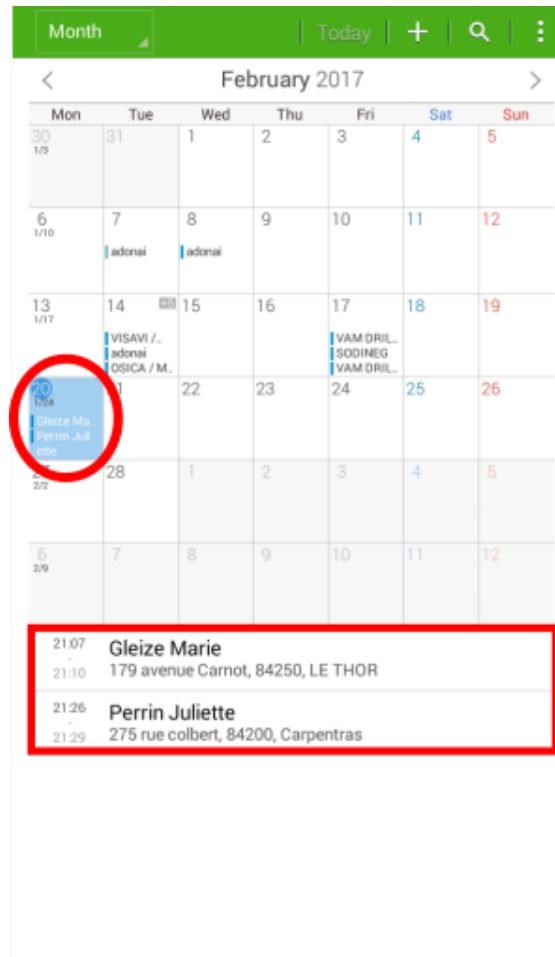 Month Today
February 2017
Mon Tue Wed Thu Fri Sat Sun
30 31 1 2 3 4 5
1/3
6 7 8 9 10 11 12
1/10
adonai adonai
13 14 15 16 17 18 19
1/17
VISAVI /.. VAM DRIL...
adonai SODINEG
OSICA / M.. VAM DRIL...
20 22 23 24 25 26
1/24
Gleize Ma..
Perrin Juli
ette
28 1 2 3 4 5
2/2
6 7 8 9 10 11 12
2/9
21:07 Gleize Marie
- 179 avenue Carnot, 84250, LE THOR
21:10
21:26 Perrin Juliette
- 275 rue colbert, 84200, Carpentras
21:29